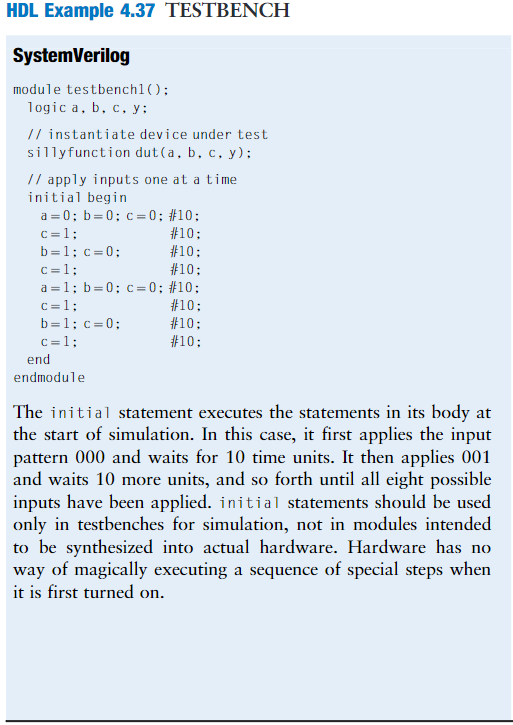 HDL Example 4.37 TESTBENCH
SystemVerilog
module testbench1();
logic a, b, c, y;
// instantiate device under test
sillyfunction dut(a, b, c, y);
// apply inputs one at a time
initial begin
a=0; b=0; c=0; #10;
c=1; #10;
b=1; c=0; #10;
c=1; #10;
a=1; b=0; c=0; #10;
c=1; #10;
b=1; c=0; #10;
c=1; #10;
end
endmodule
The initial statement executes the statements in its body at
the start of simulation. In this case, it first applies the input
pattern 000 and waits for 10 time units. It then applies 001
and waits 10 more units, and so forth until all eight possible
inputs have been applied. initial statements should be used
only in testbenches for simulation, not in modules intended
to be synthesized into actual hardware. Hardware has no
way of magically executing a sequence of special steps when
it is first turned on.